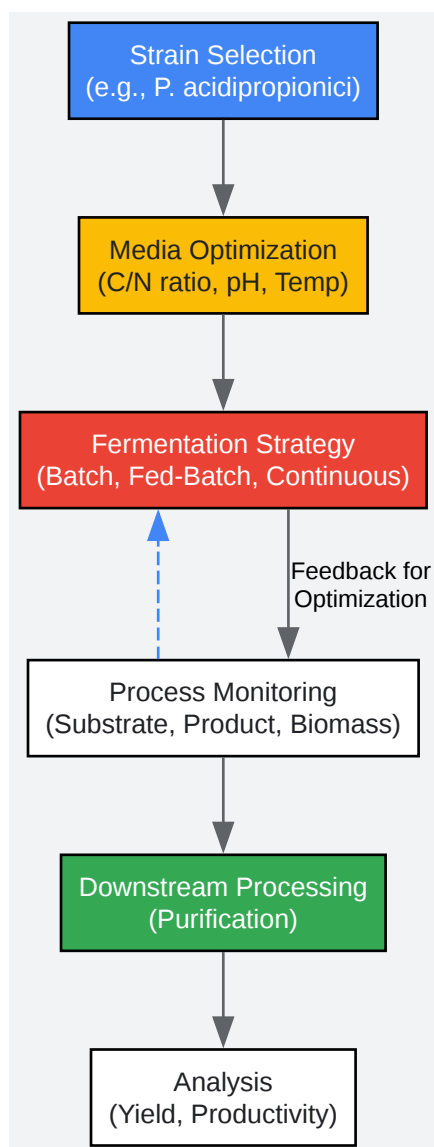 Strain Selection
(e.g., P. acidipropionici)
Media Optimization
(C/N ratio, pH, Temp)
Fermentation Strategy
(Batch, Fed-Batch, Continuous)
Feedback for
Optimization
Process Monitoring
(Substrate, Product, Biomass)
Downstream Processing
(Purification)
Analysis
(Yield, Productivity)